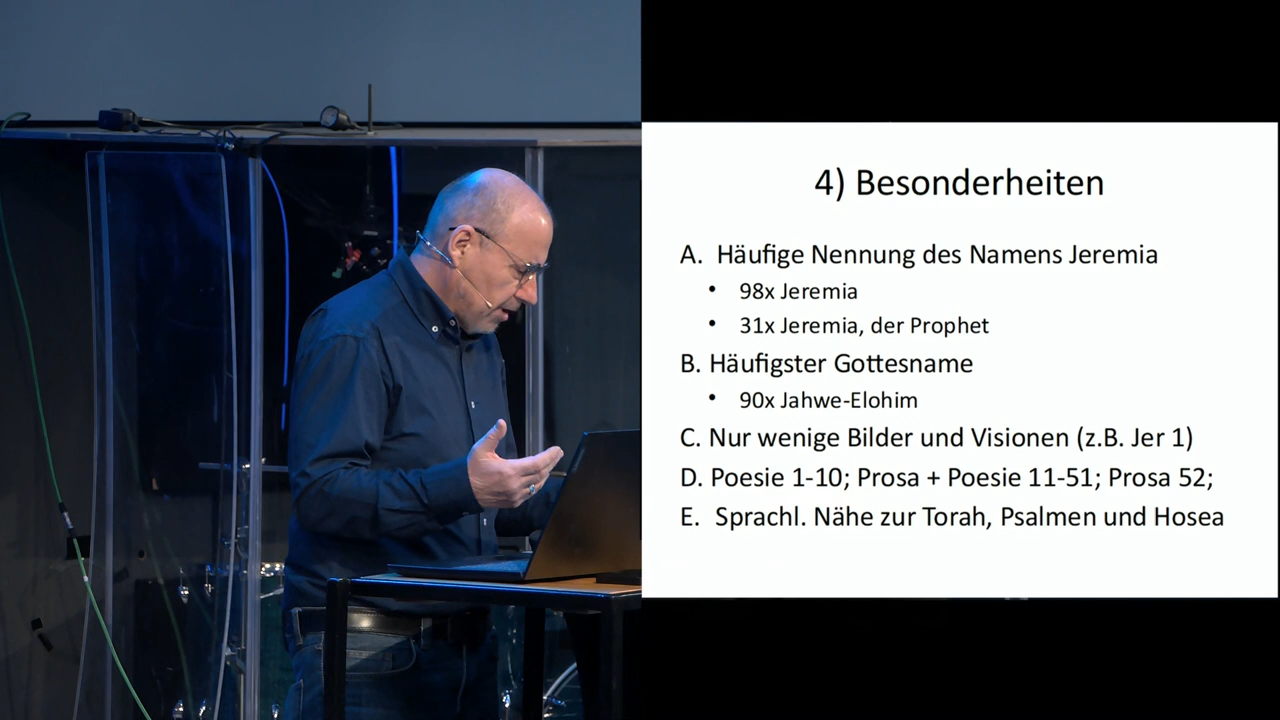 4) Besonderheiten
A. Häufige Nennung des Namens Jeremia
• 98x Jeremia
• 31x Jeremia, der Prophet
B. Häufigster Gottesname
• 90x Jahwe-Elohim
C. Nur wenige Bilder und Visionen (z.B. Jer 1)
D. Poesie 1-10; Prosa + Poesie 11-51; Prosa 52;
E. Sprachl. Nähe zur Torah, Psalmen und Hosea